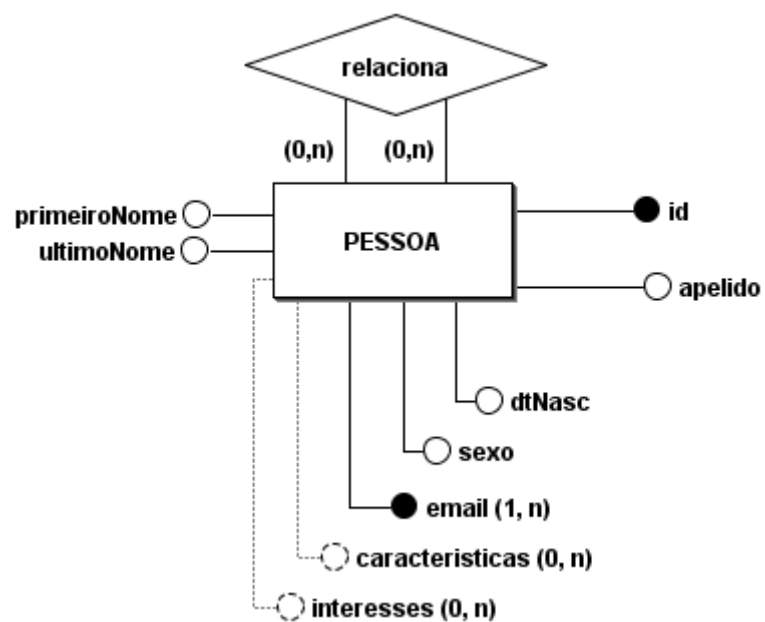 relaciona
(0,n)
(0,n)
primeiroNome
ultimoNome
PESSOA
id
apelido
dtNasc
sexo
email (1, n)
caracteristicas (0, n)
interesses (0, n)